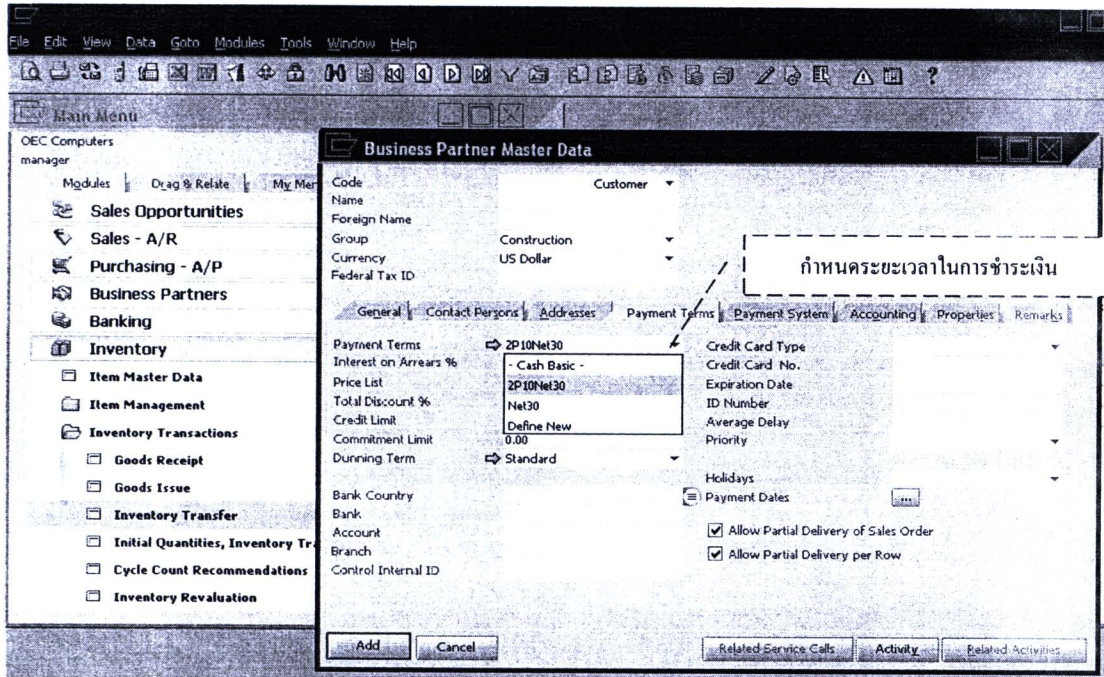 File Edit View Data Goto Modules Tools Window Help
Main Menu
OEC Computers
manager
Modules Drag & Relate My Mer
Sales Opportunities
Sales - A/R
Purchasing - A/P
Business Partners
Banking
Inventory
Item Master Data
Item Management
Inventory Transactions
Goods Receipt
Goods Issue
Inventory Transfer
Initial Quantities, Inventory Tr
Cycle Count Recommendations
Inventory Revaluation
Business Partner Master Data
Code Customer
Name
Foreign Name
Group Construction
Currency US Dollar
Federal Tax ID
กำหนดระยะเวลาในการชำระเงิน
General Contact Persons Addresses Payment Terms Payment System Accounting Properties Remarks
Payment Terms 2P10Net30
Interest on Arrears % - Cash Basic -
Price List 2P10Net30
Total Discount % Net30
Credit Limit Define New
Commitment Limit 0.00
Dunning Term Standard
Bank Country
Bank
Account
Branch
Control Internal ID
Credit Card Type
Credit Card No.
Expiration Date
ID Number
Average Delay
Priority
Holidays
Payment Dates ...
Allow Partial Delivery of Sales Order
Allow Partial Delivery per Row
Add Cancel Related Service Calls Activity Related Activities